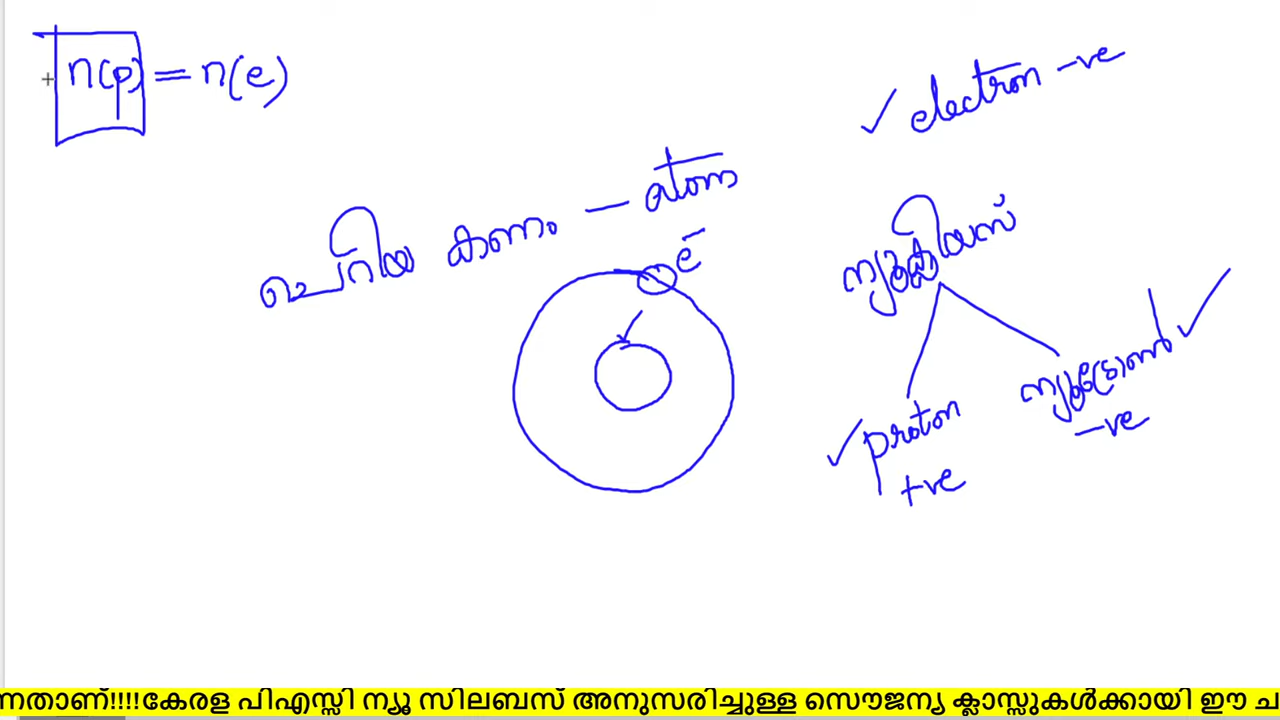 n(p) = n(e)
electron -ve
ചെറിയ കണം - atom
e⁻
ന്യൂക്ലിയസ്
ന്യൂട്രോൺ
-ve
proton
+ve
ന്നതാണ്!!!!കേരള പിഎസ്സി ന്യൂ സിലബസ് അനുസരിച്ചുള്ള സൌജന്യ ക്ലാസ്സുകൾക്കായി ഈ ച